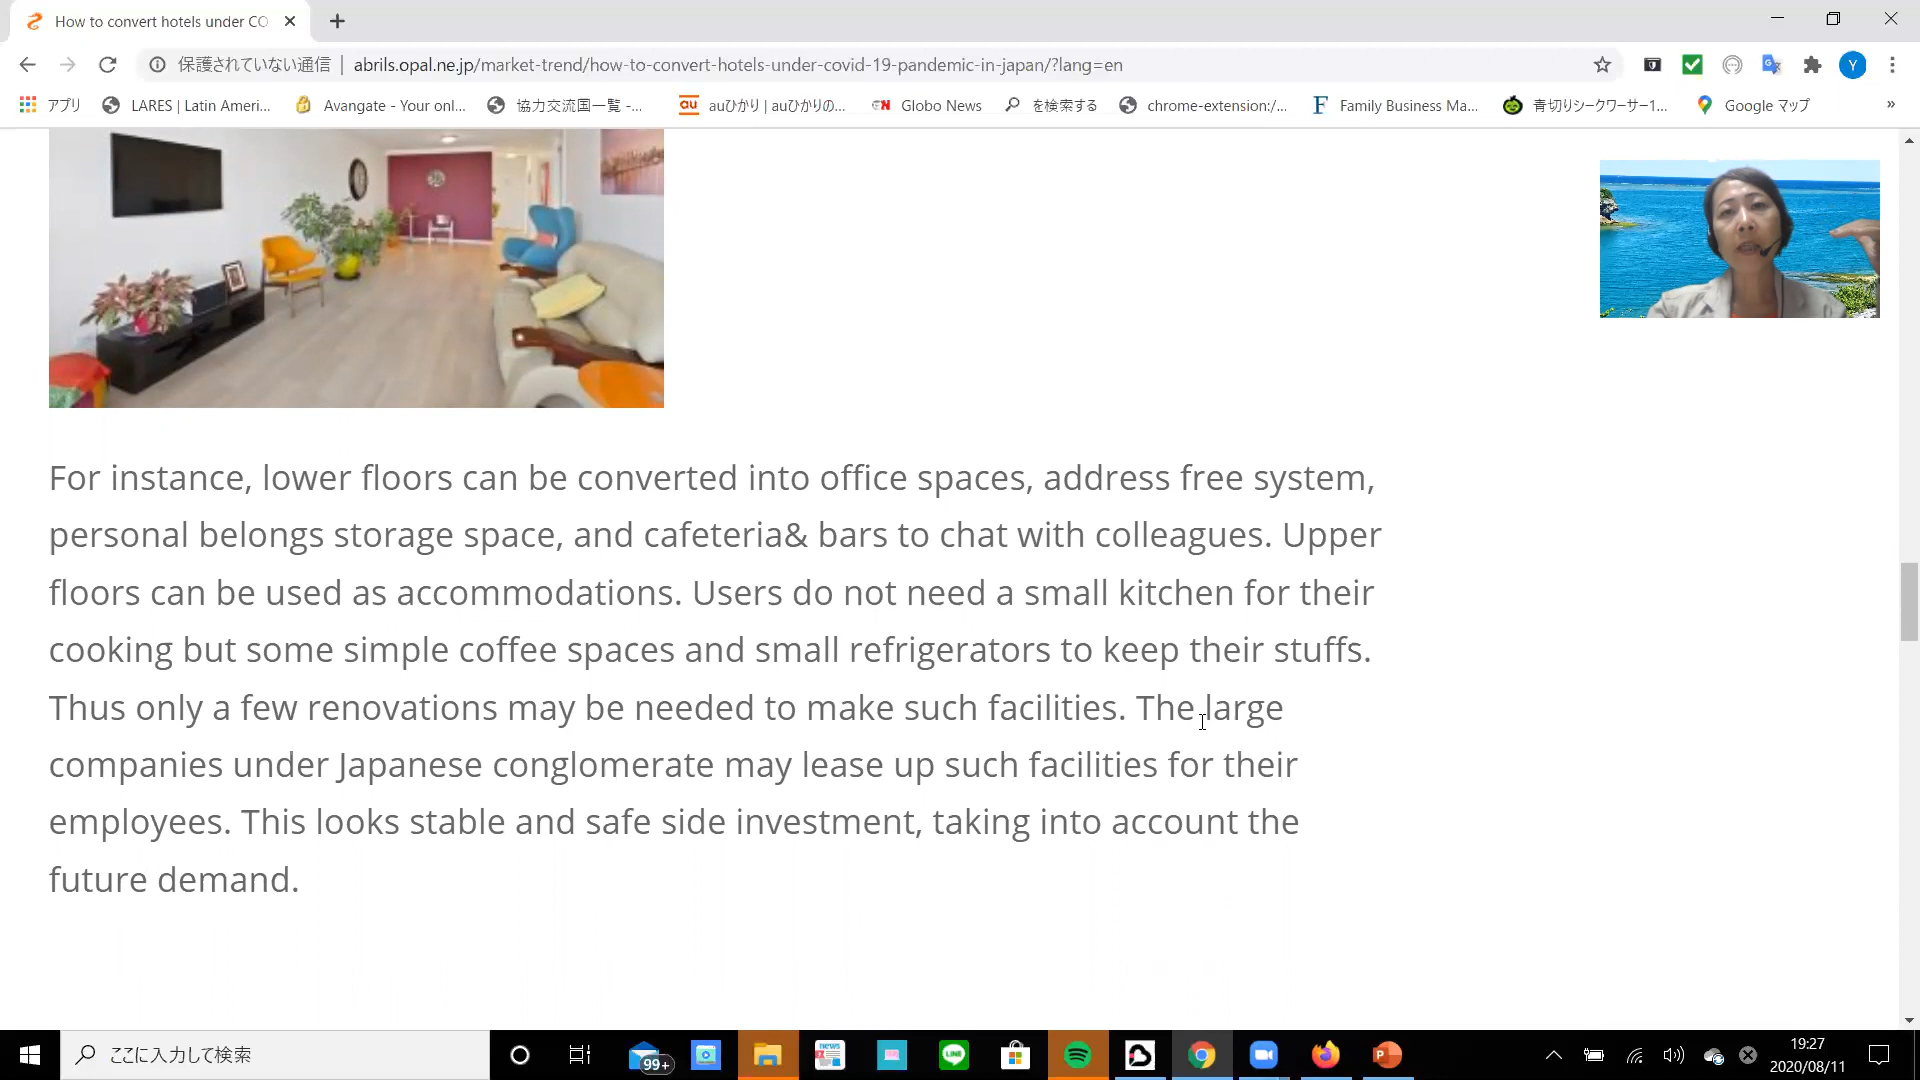 How to convert hotels under CO
保護されていない通信
abrils.opal.ne.jp/market-trend/how-to-convert-hotels-under-covid-19-pandemic-in-japan/?lang=en
Y
アプリ
LARES | Latin Ameri...
Avangate - Your onl...
協力交流国一覧 -...
au
auひかり | auひかりの...
Globo News
を検索する
chrome-extension:/...
F
Family Business Ma...
青切りシークワーサー1...
Google マップ
»
For instance, lower floors can be converted into office spaces, address free system,
personal belongs storage space, and cafeteria& bars to chat with colleagues. Upper
floors can be used as accommodations. Users do not need a small kitchen for their
cooking but some simple coffee spaces and small refrigerators to keep their stuffs.
Thus only a few renovations may be needed to make such facilities. The large
companies under Japanese conglomerate may lease up such facilities for their
employees. This looks stable and safe side investment, taking into account the
future demand.
ここに入力して検索
99+
news
LINE
P
19:27
2020/08/11